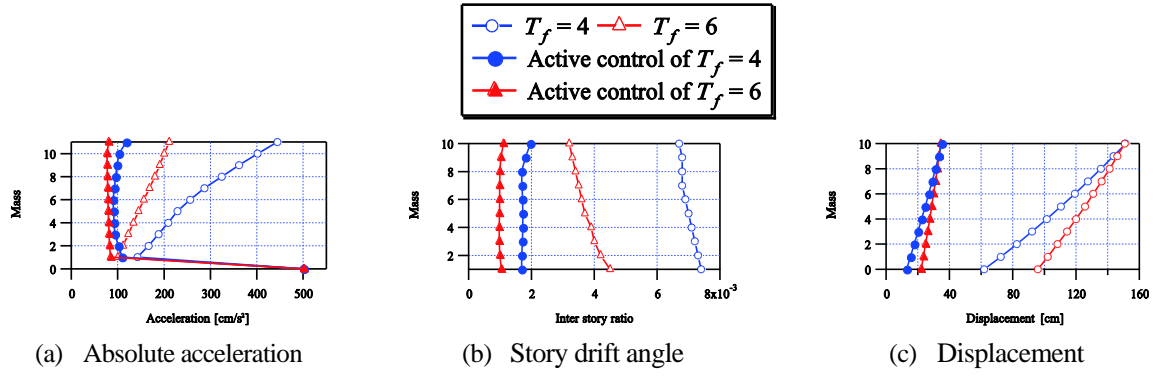 T_f = 4 T_f = 6
Active control of T_f = 4
Active control of T_f = 6
10
8
6
4
2
0
Mass
0 100 200 300 400 500
Acceleration [cm/s²]
(a) Absolute acceleration
10
8
6
4
2
Mass
0 2 4 6 8x10⁻³
Inter story ratio
(b) Story drift angle
10
8
6
4
2
0
Mass
0 40 80 120 160
Displacement [cm]
(c) Displacement